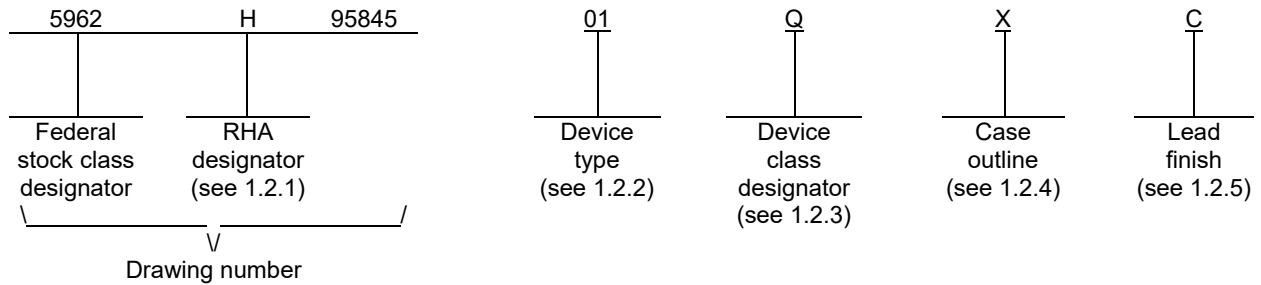 5962 H 95845 01 Q X C
Federal stock class designator
RHA designator (see 1.2.1)
Device type (see 1.2.2)
Device class designator (see 1.2.3)
Case outline (see 1.2.4)
Lead finish (see 1.2.5)
\ /
\/
Drawing number